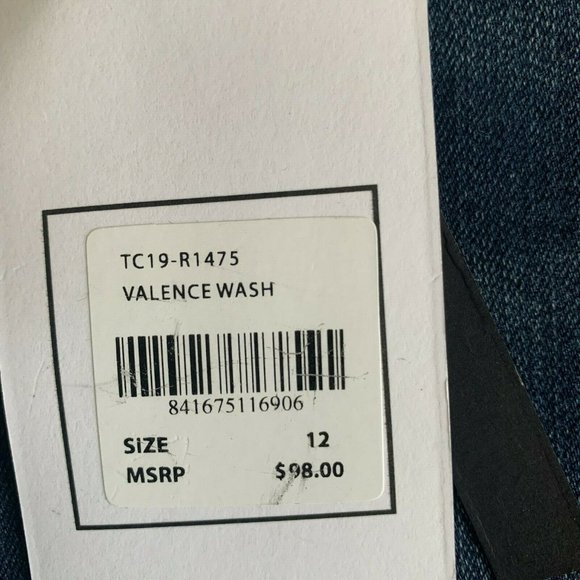 TC19-R1475
VALENCE WASH
841675116906
SiZE 12
MSRP $98.00